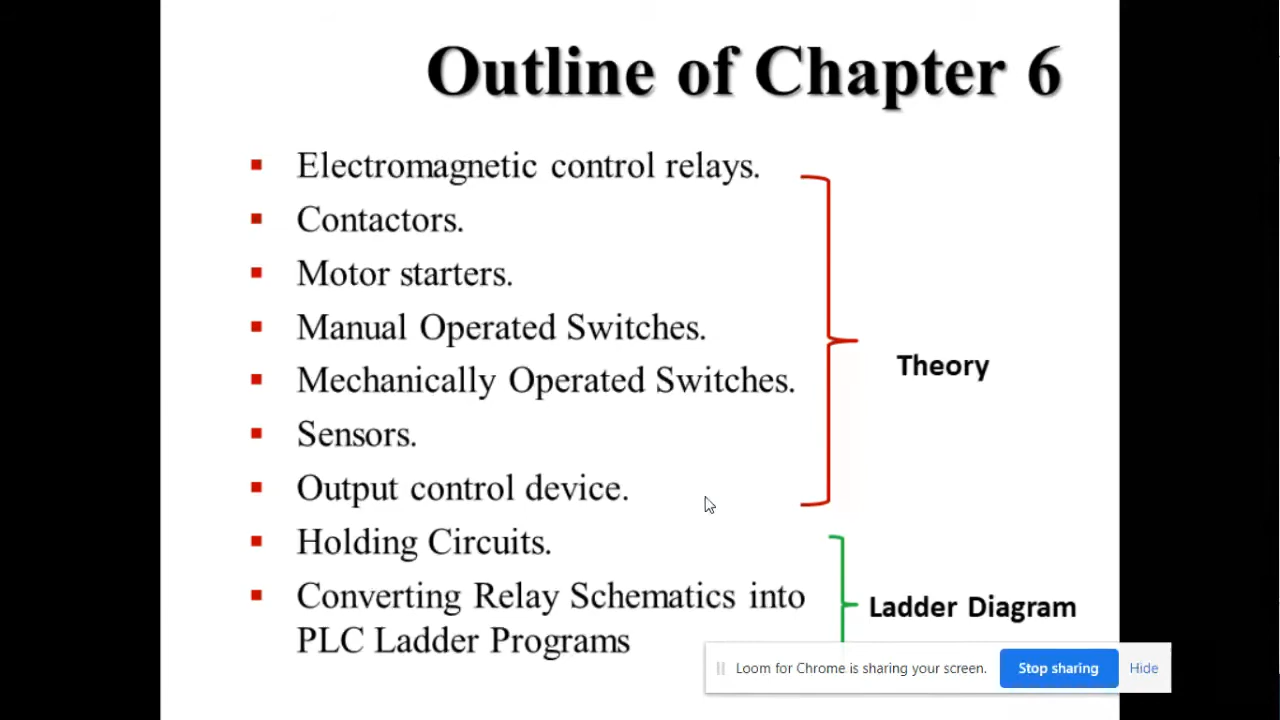 Outline of Chapter 6
▪ Electromagnetic control relays.
▪ Contactors.
▪ Motor starters.
▪ Manual Operated Switches.
▪ Mechanically Operated Switches.
▪ Sensors.
▪ Output control device.
Theory
▪ Holding Circuits.
▪ Converting Relay Schematics into
PLC Ladder Programs
Ladder Diagram
Loom for Chrome is sharing your screen. Stop sharing Hide